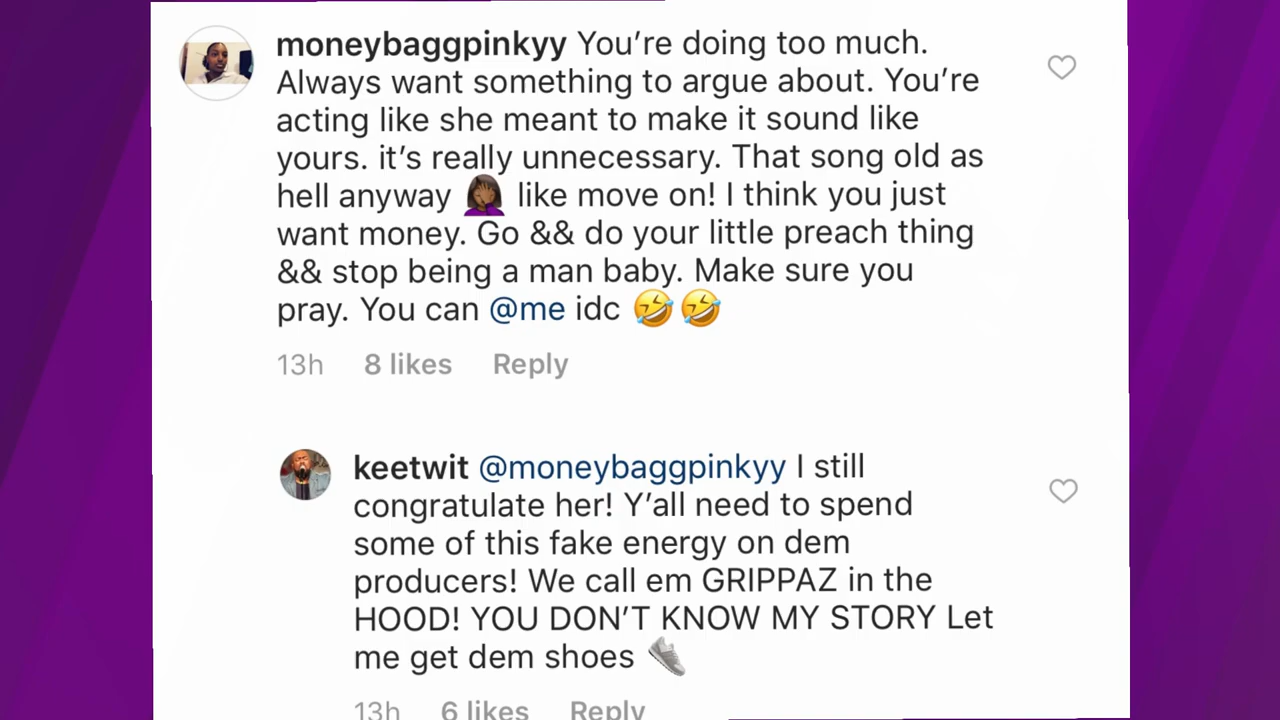 moneybaggpinkyy You’re doing too much.
Always want something to argue about. You’re
acting like she meant to make it sound like
yours. it’s really unnecessary. That song old as
hell anyway 🤦🏾‍♀️ like move on! I think you just
want money. Go && do your little preach thing
&& stop being a man baby. Make sure you
pray. You can @me idc 🤣🤣
13h 8 likes Reply
keetwit @moneybaggpinkyy I still
congratulate her! Y’all need to spend
some of this fake energy on dem
producers! We call em GRIPPAZ in the
HOOD! YOU DON’T KNOW MY STORY Let
me get dem shoes 👟
13h 6 likes Reply